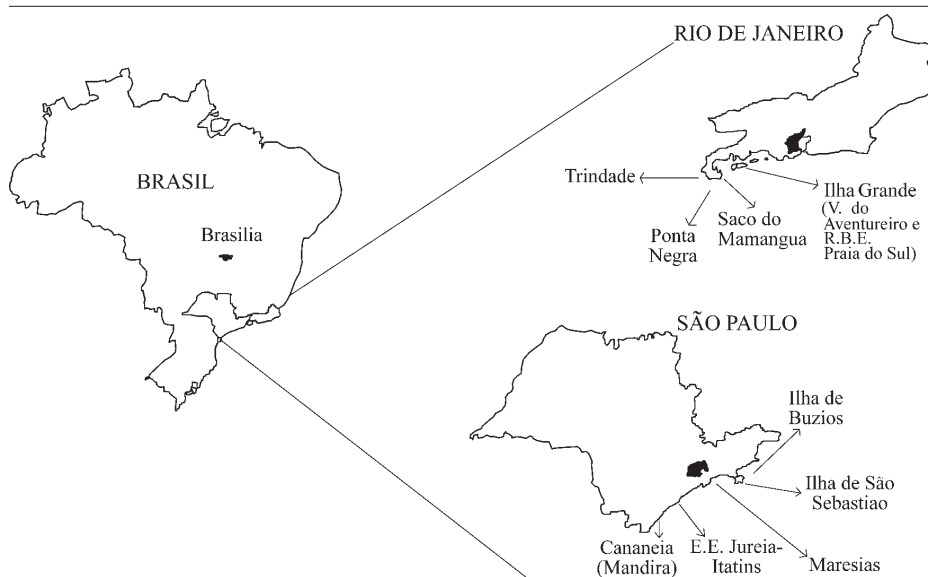 RIO DE JANEIRO
BRASIL
Brasilia
Trindade
Ponta
Negra
Saco do
Mamangua
Ilha Grande
(V. do
Aventureiro e
R.B.E.
Praia do Sul)
SÃO PAULO
Ilha de
Buzios
Ilha de São
Sebastiao
Cananeia
(Mandira)
E.E. Jureia-
Itatins
Maresias